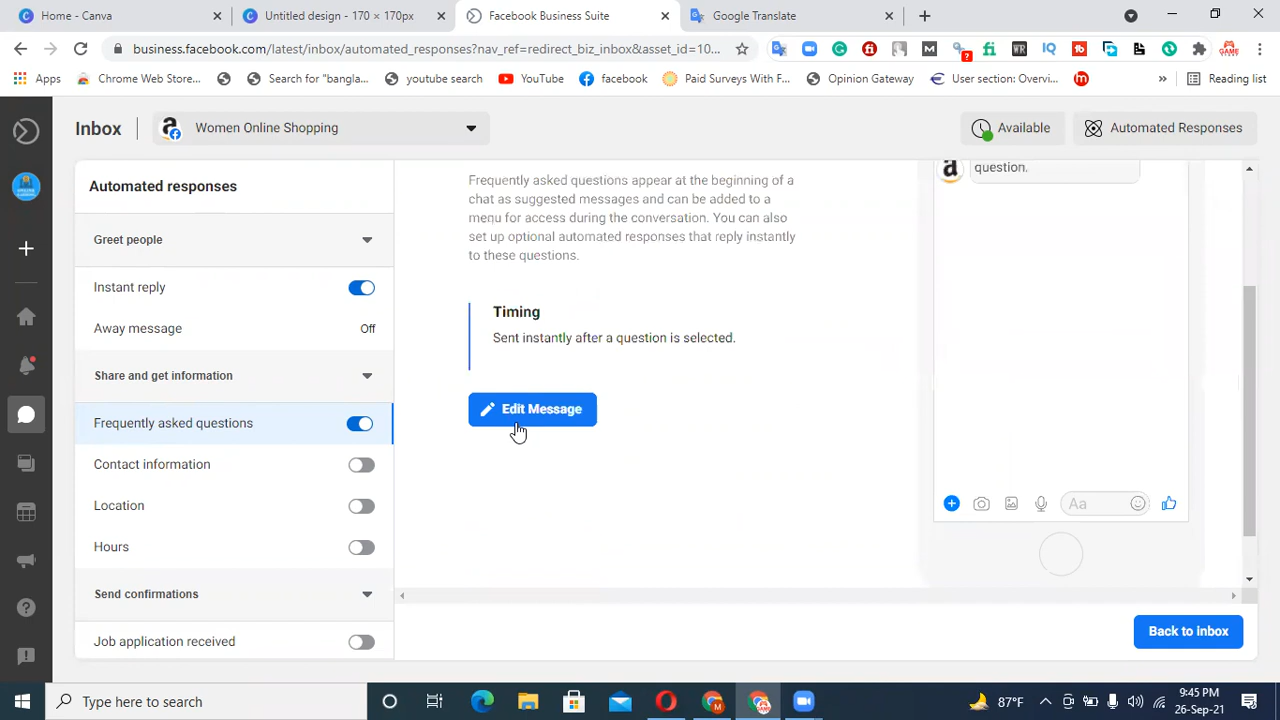 Home - Canva
Untitled design - 170 × 170px
Facebook Business Suite
Google Translate
business.facebook.com/latest/inbox/automated_responses?nav_ref=redirect_biz_inbox&asset_id=10...
Apps
Chrome Web Store...
Search for "bangla...
youtube.search
YouTube
facebook
Paid Surveys With F...
Opinion Gateway
User section: Overvi...
»
Reading list
Inbox
Women Online Shopping
Available
Automated Responses
Automated responses
Greet people
Instant reply
Away message
Off
Share and get information
Frequently asked questions
Contact information
Location
Hours
Send confirmations
Job application received
Frequently asked questions appear at the beginning of a
chat as suggested messages and can be added to a
menu for access during the conversation. You can also
set up optional automated responses that reply instantly
to these questions.
Timing
Sent instantly after a question is selected.
Edit Message
question.
Aa
Back to inbox
Type here to search
87°F
9:45 PM
26-Sep-21